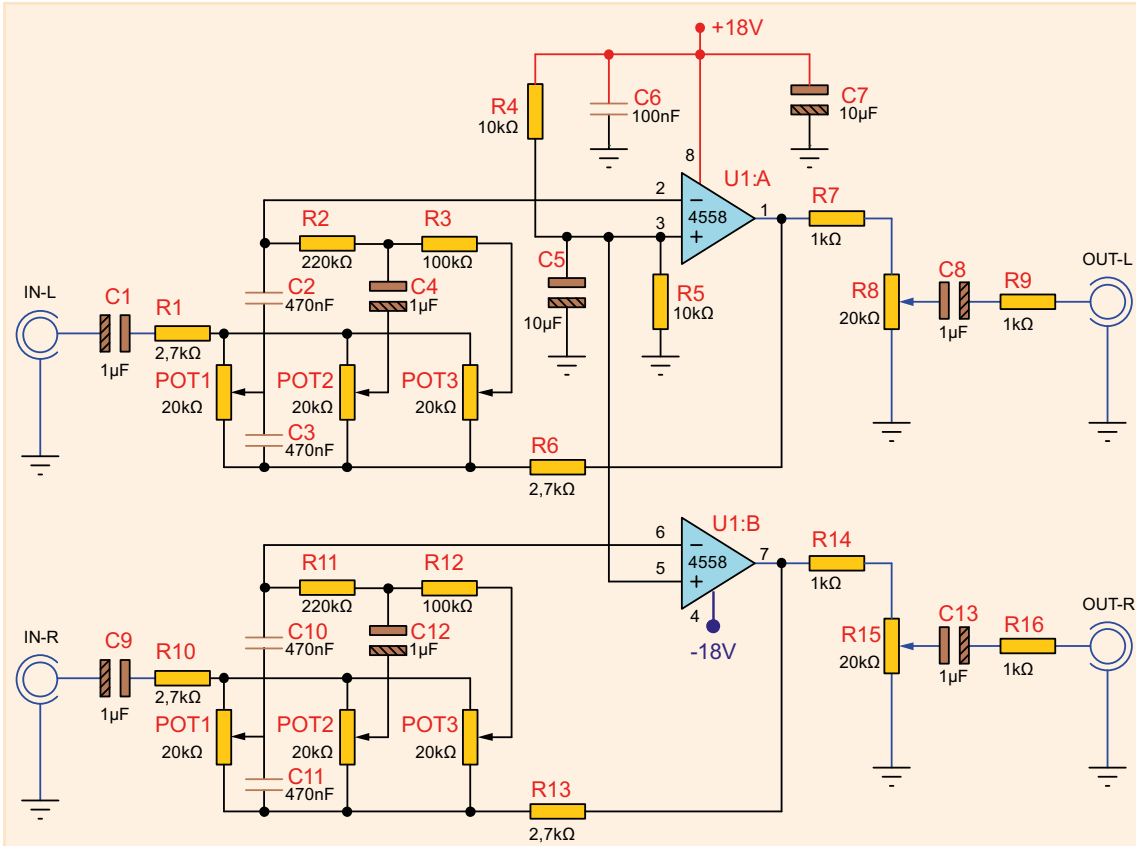 +18V
R4
10kΩ
C6
100nF
C7
10µF
8
U1:A
2
4558
1
3
R7
1kΩ
R2
220kΩ
R3
100kΩ
C5
10µF
R5
10kΩ
C2
470nF
C4
1µF
IN-L
C1
1µF
R1
2,7kΩ
R8
20kΩ
C8
1µF
R9
1kΩ
OUT-L
POT1
20kΩ
POT2
20kΩ
POT3
20kΩ
C3
470nF
R6
2,7kΩ
U1:B
6
4558
7
5
4
-18V
R14
1kΩ
R11
220kΩ
R12
100kΩ
C10
470nF
C12
1µF
IN-R
C9
1µF
R10
2,7kΩ
R15
20kΩ
C13
1µF
R16
1kΩ
OUT-R
POT1
20kΩ
POT2
20kΩ
POT3
20kΩ
C11
470nF
R13
2,7kΩ